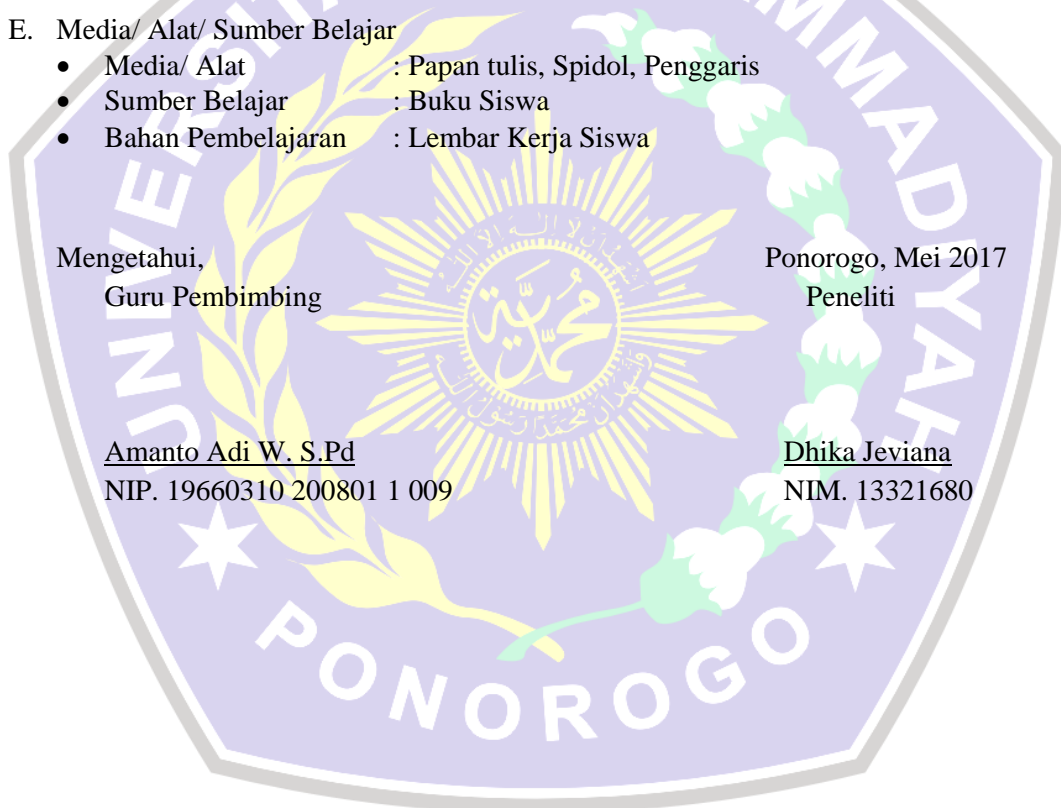 E. Media/ Alat/ Sumber Belajar
• Media/ Alat : Papan tulis, Spidol, Penggaris
• Sumber Belajar : Buku Siswa
• Bahan Pembelajaran : Lembar Kerja Siswa
Mengetahui, Ponorogo, Mei 2017
Guru Pembimbing Peneliti
Amanto Adi W. S.Pd Dhika Jeviana
NIP. 19660310 200801 1 009 NIM. 13321680
PONOROGO
محمدية